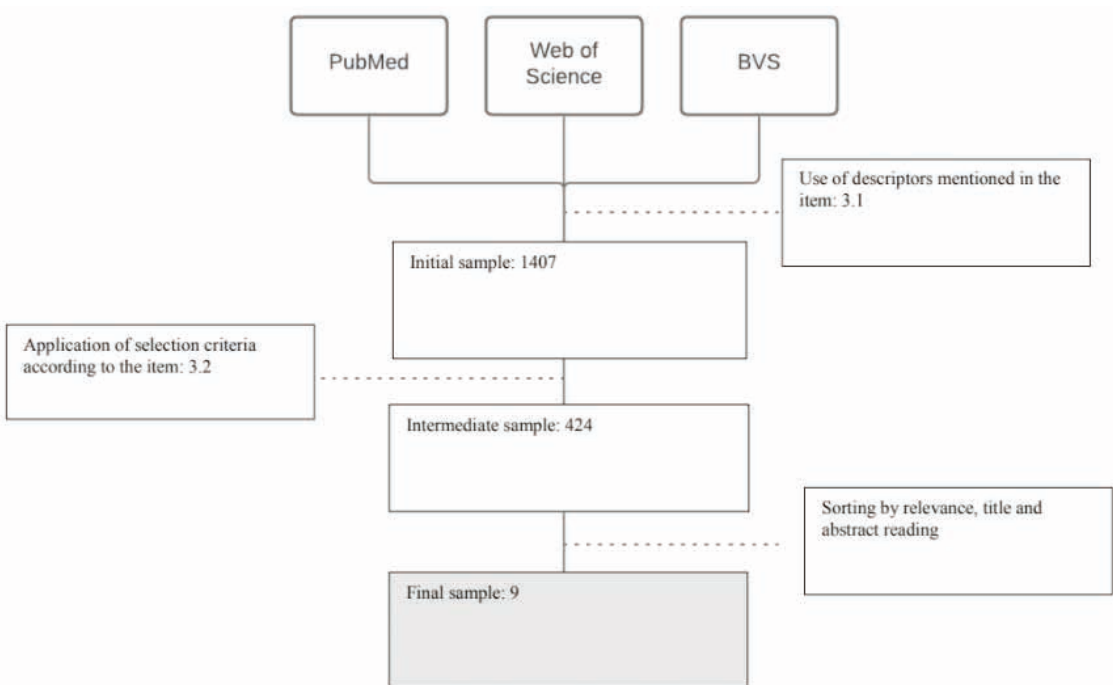 PubMed
Web of
Science
BVS
Use of descriptors mentioned in the
item: 3.1
Initial sample: 1407
Application of selection criteria
according to the item: 3.2
Intermediate sample: 424
Sorting by relevance, title and
abstract reading
Final sample: 9